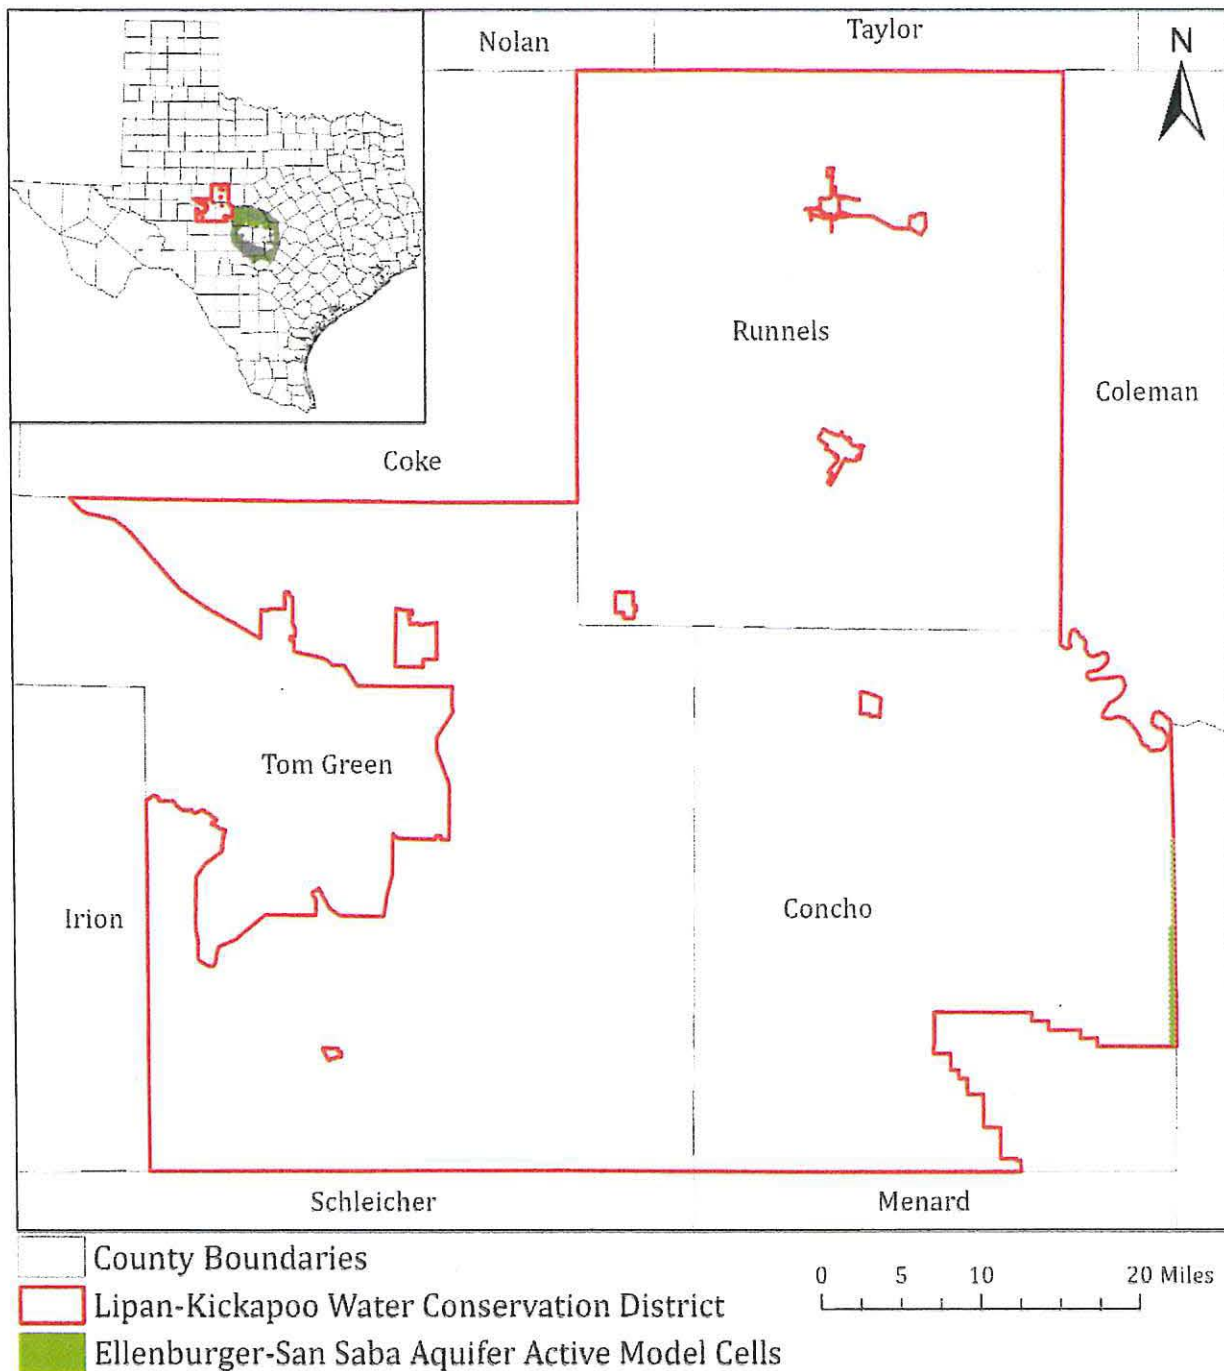 Nolan
Taylor
N
Runnels
Coleman
Coke
Tom Green
Irion
Concho
Schleicher
Menard
County Boundaries
0 5 10 20 Miles
Lipan-Kickapoo Water Conservation District
Ellenburger-San Saba Aquifer Active Model Cells